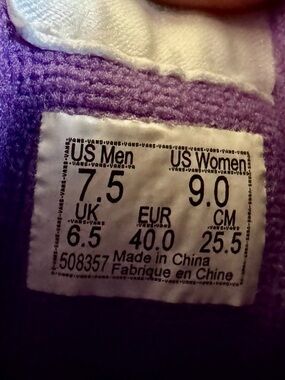 US Men US Women
7.5 9.0
UK EUR CM
6.5 40.0 25.5
508357 Made in China
Fabrique en Chine